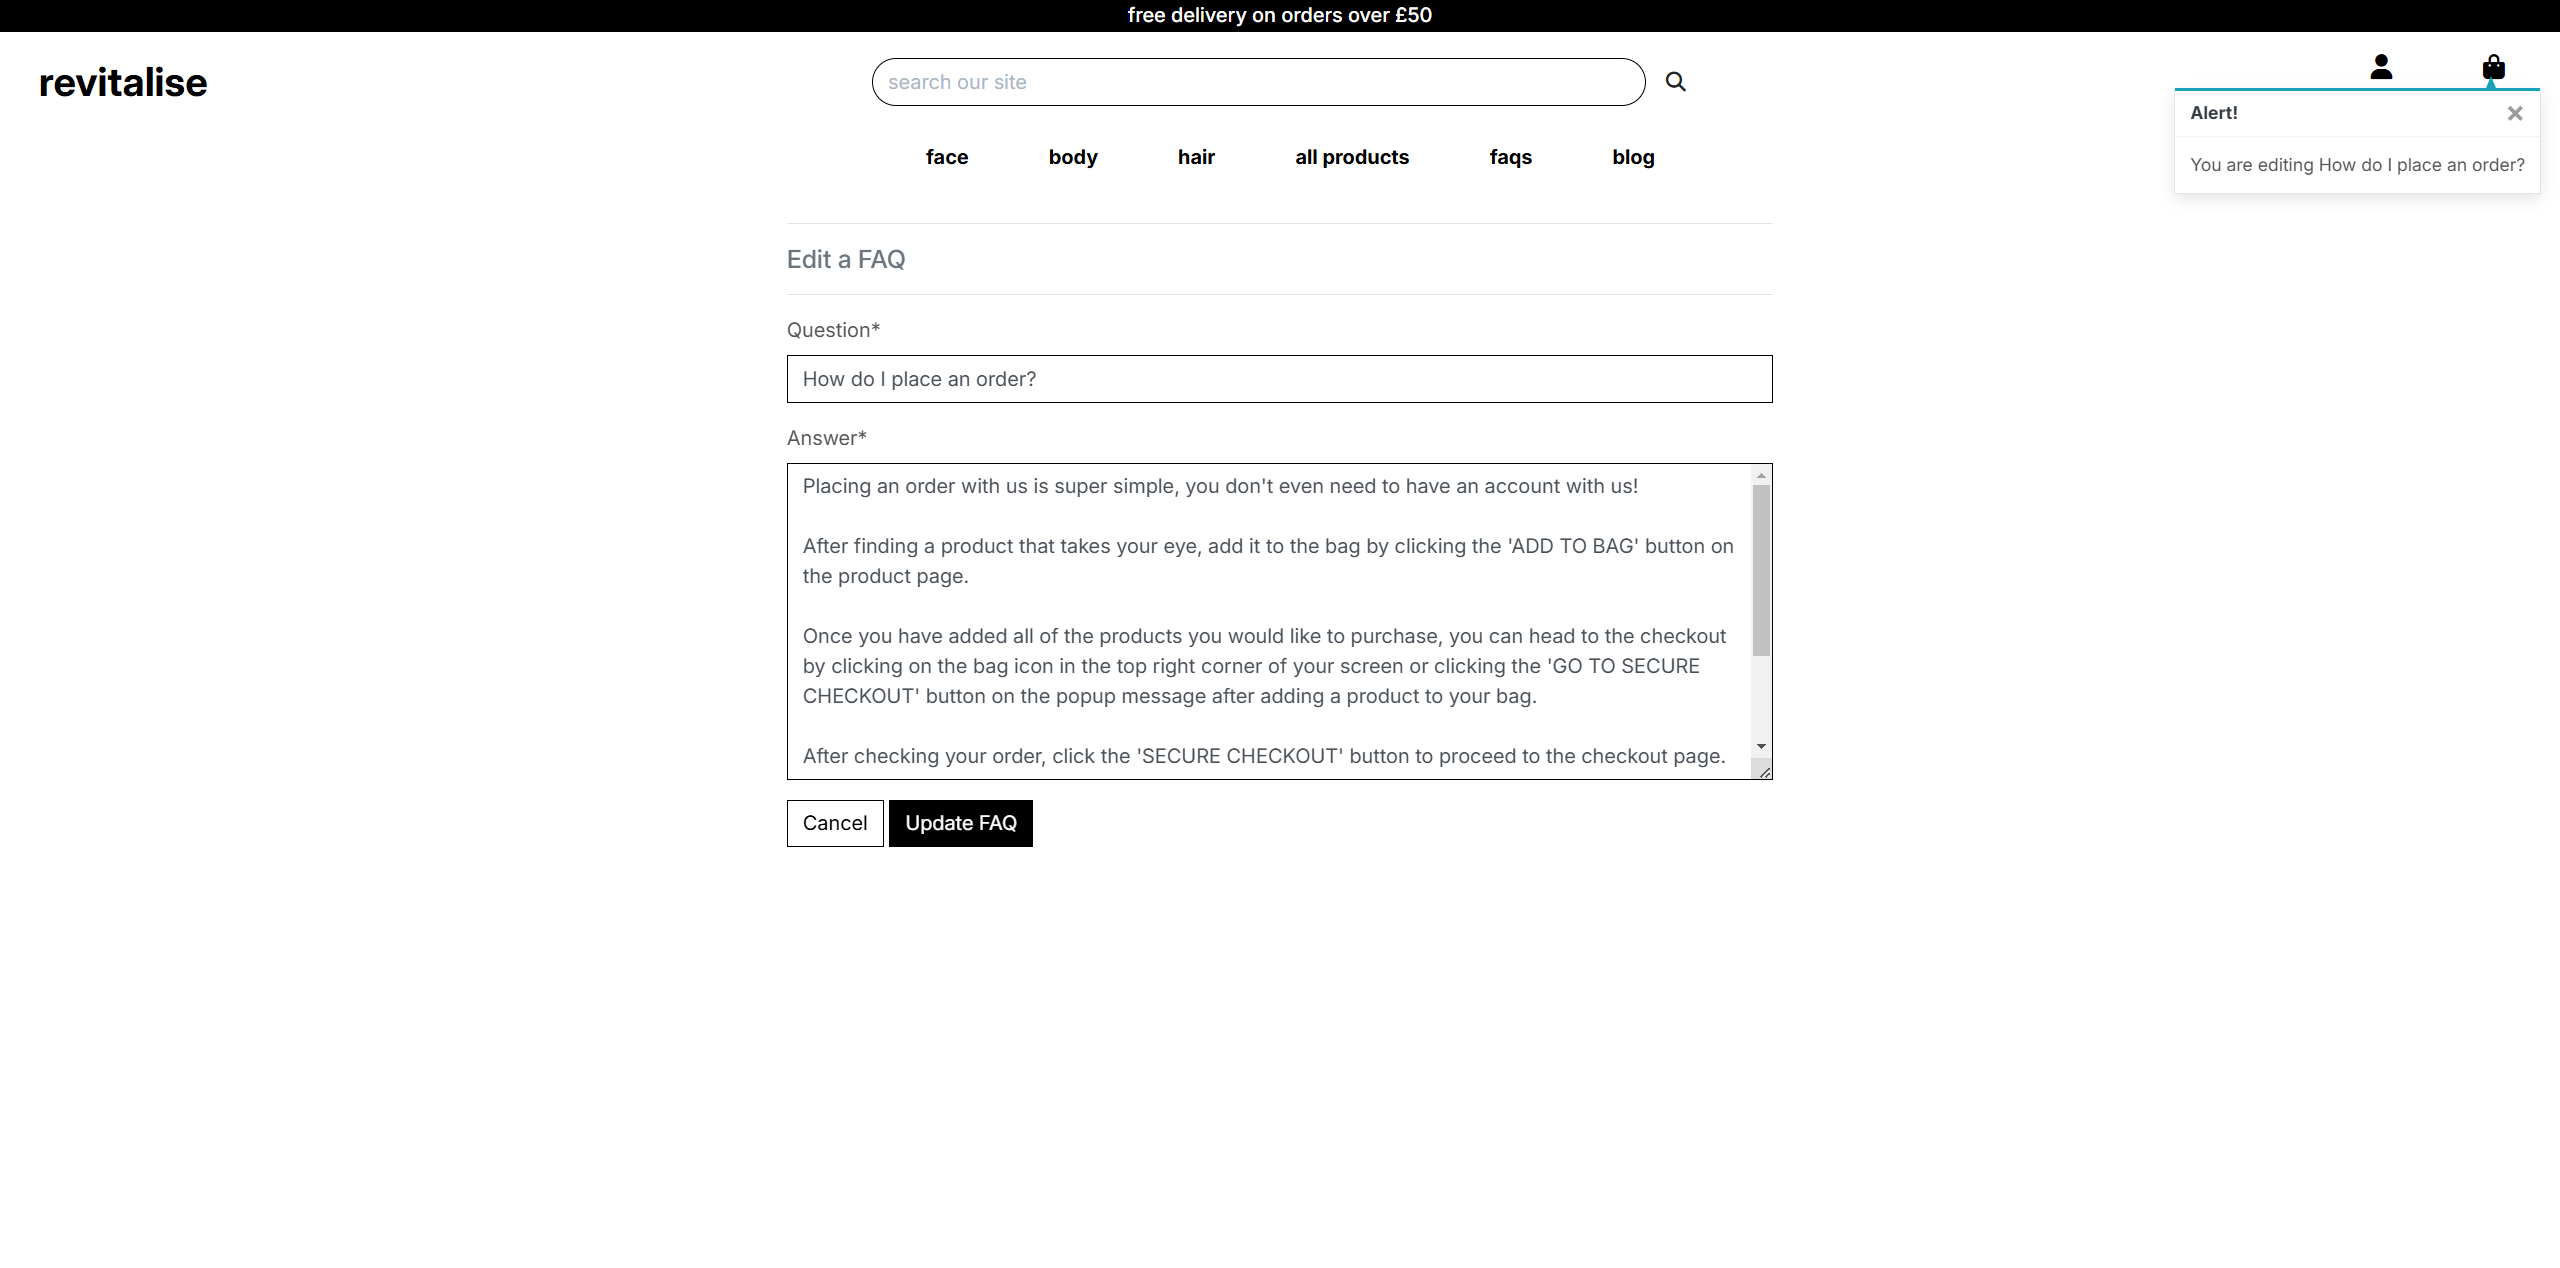 free delivery on orders over £50
revitalise
search our site
face body hair all products faqs blog
Alert!
You are editing How do I place an order?
Edit a FAQ
Question*
How do I place an order?
Answer*
Placing an order with us is super simple, you don't even need to have an account with us!
After finding a product that takes your eye, add it to the bag by clicking the 'ADD TO BAG' button on
the product page.
Once you have added all of the products you would like to purchase, you can head to the checkout
by clicking on the bag icon in the top right corner of your screen or clicking the 'GO TO SECURE
CHECKOUT' button on the popup message after adding a product to your bag.
After checking your order, click the 'SECURE CHECKOUT' button to proceed to the checkout page.
Cancel Update FAQ